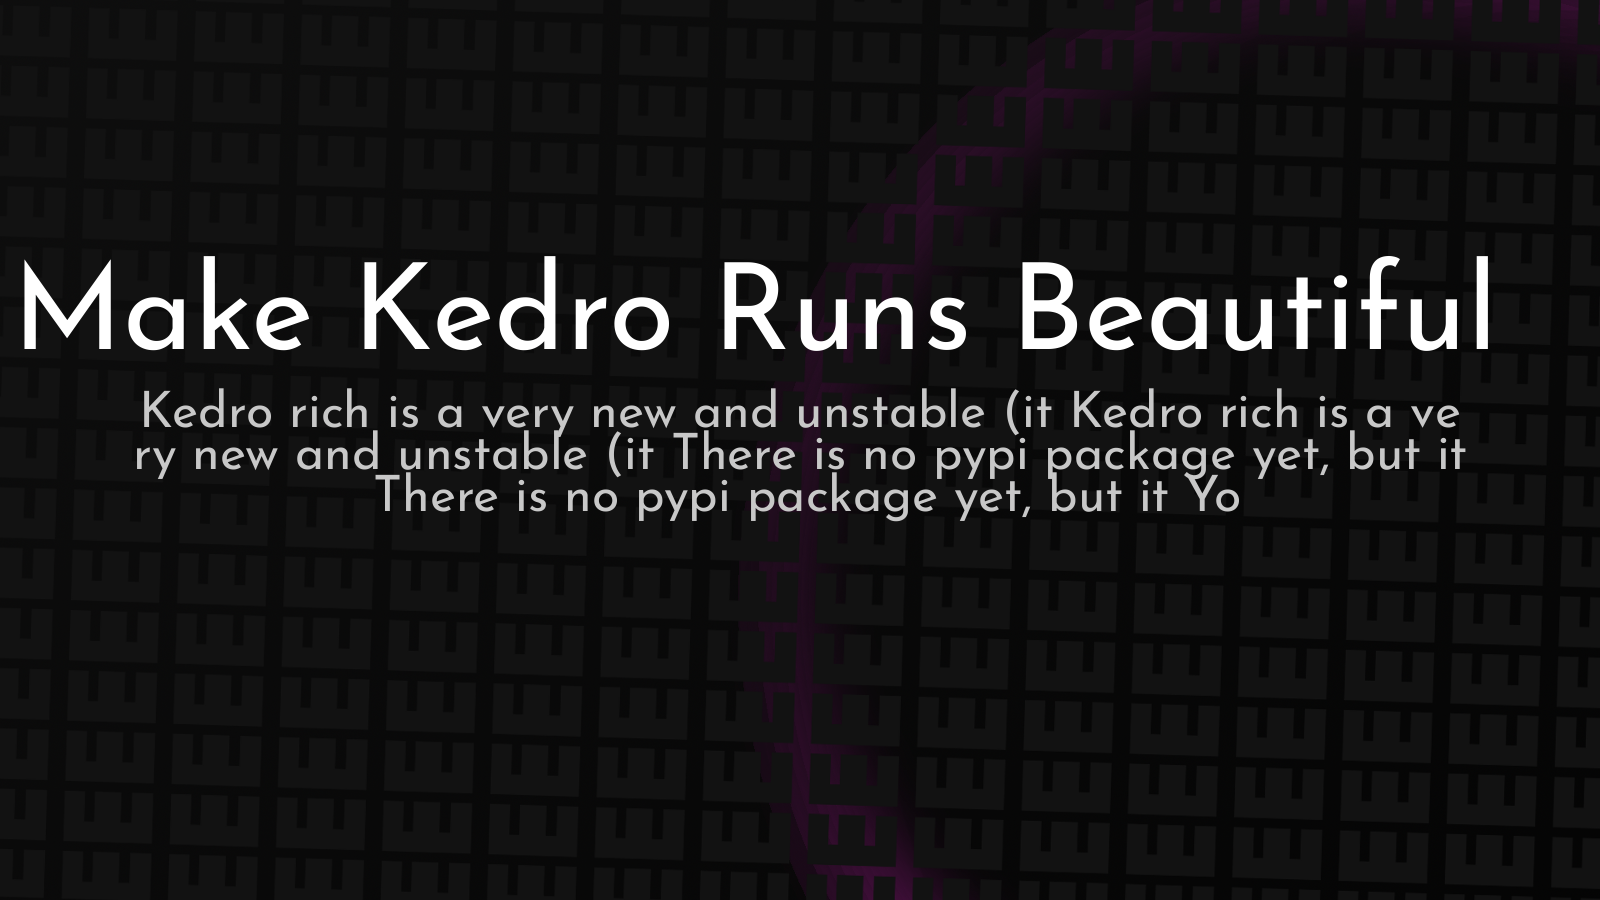 Make Kedro Runs Beautiful
Kedro rich is a very new and unstable (it Kedro rich is a ve
ry new and unstable (it There is no pypi package yet, but it
There is no pypi package yet, but it Yo